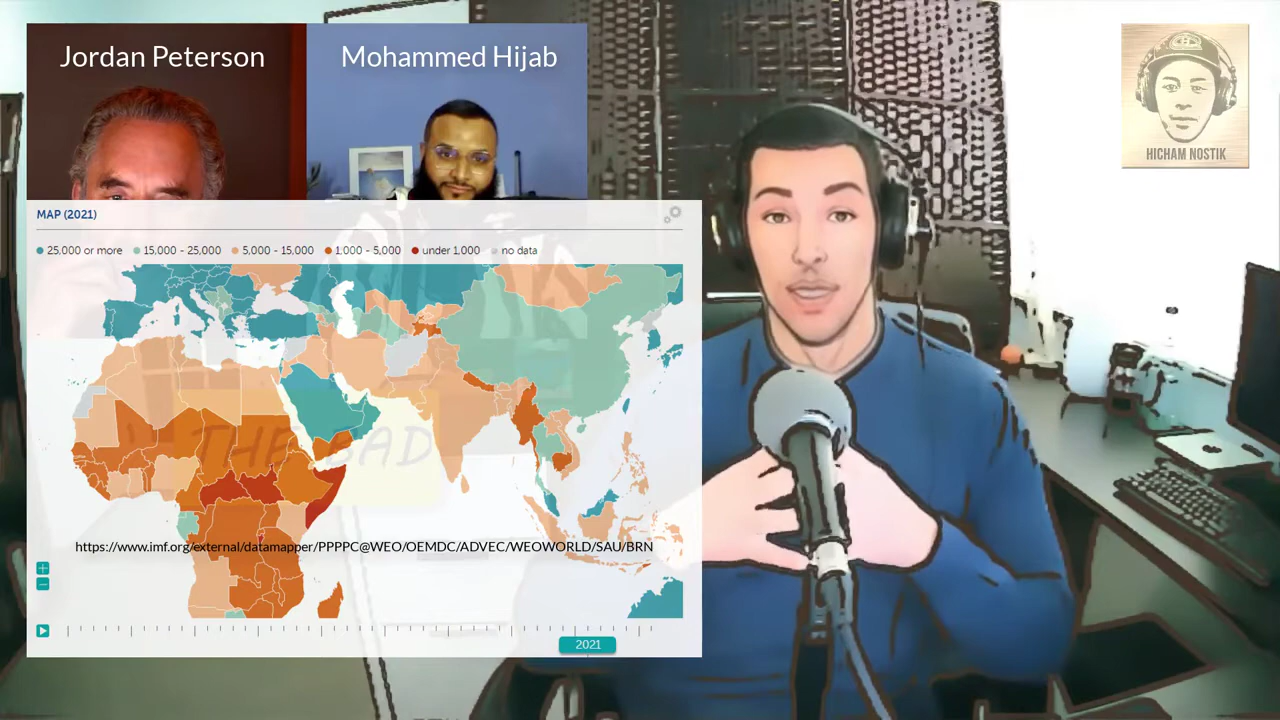 Jordan Peterson
Mohammed Hijab
HICHAM NOSTIK
MAP (2021)
25,000 or more
15,000 - 25,000
5,000 - 15,000
1,000 - 5,000
under 1,000
no data
THE BAD
https://www.imf.org/external/datamapper/PPPPC@WEO/OEMDC/ADVEC/WEOWORLD/SAU/BRN
2021